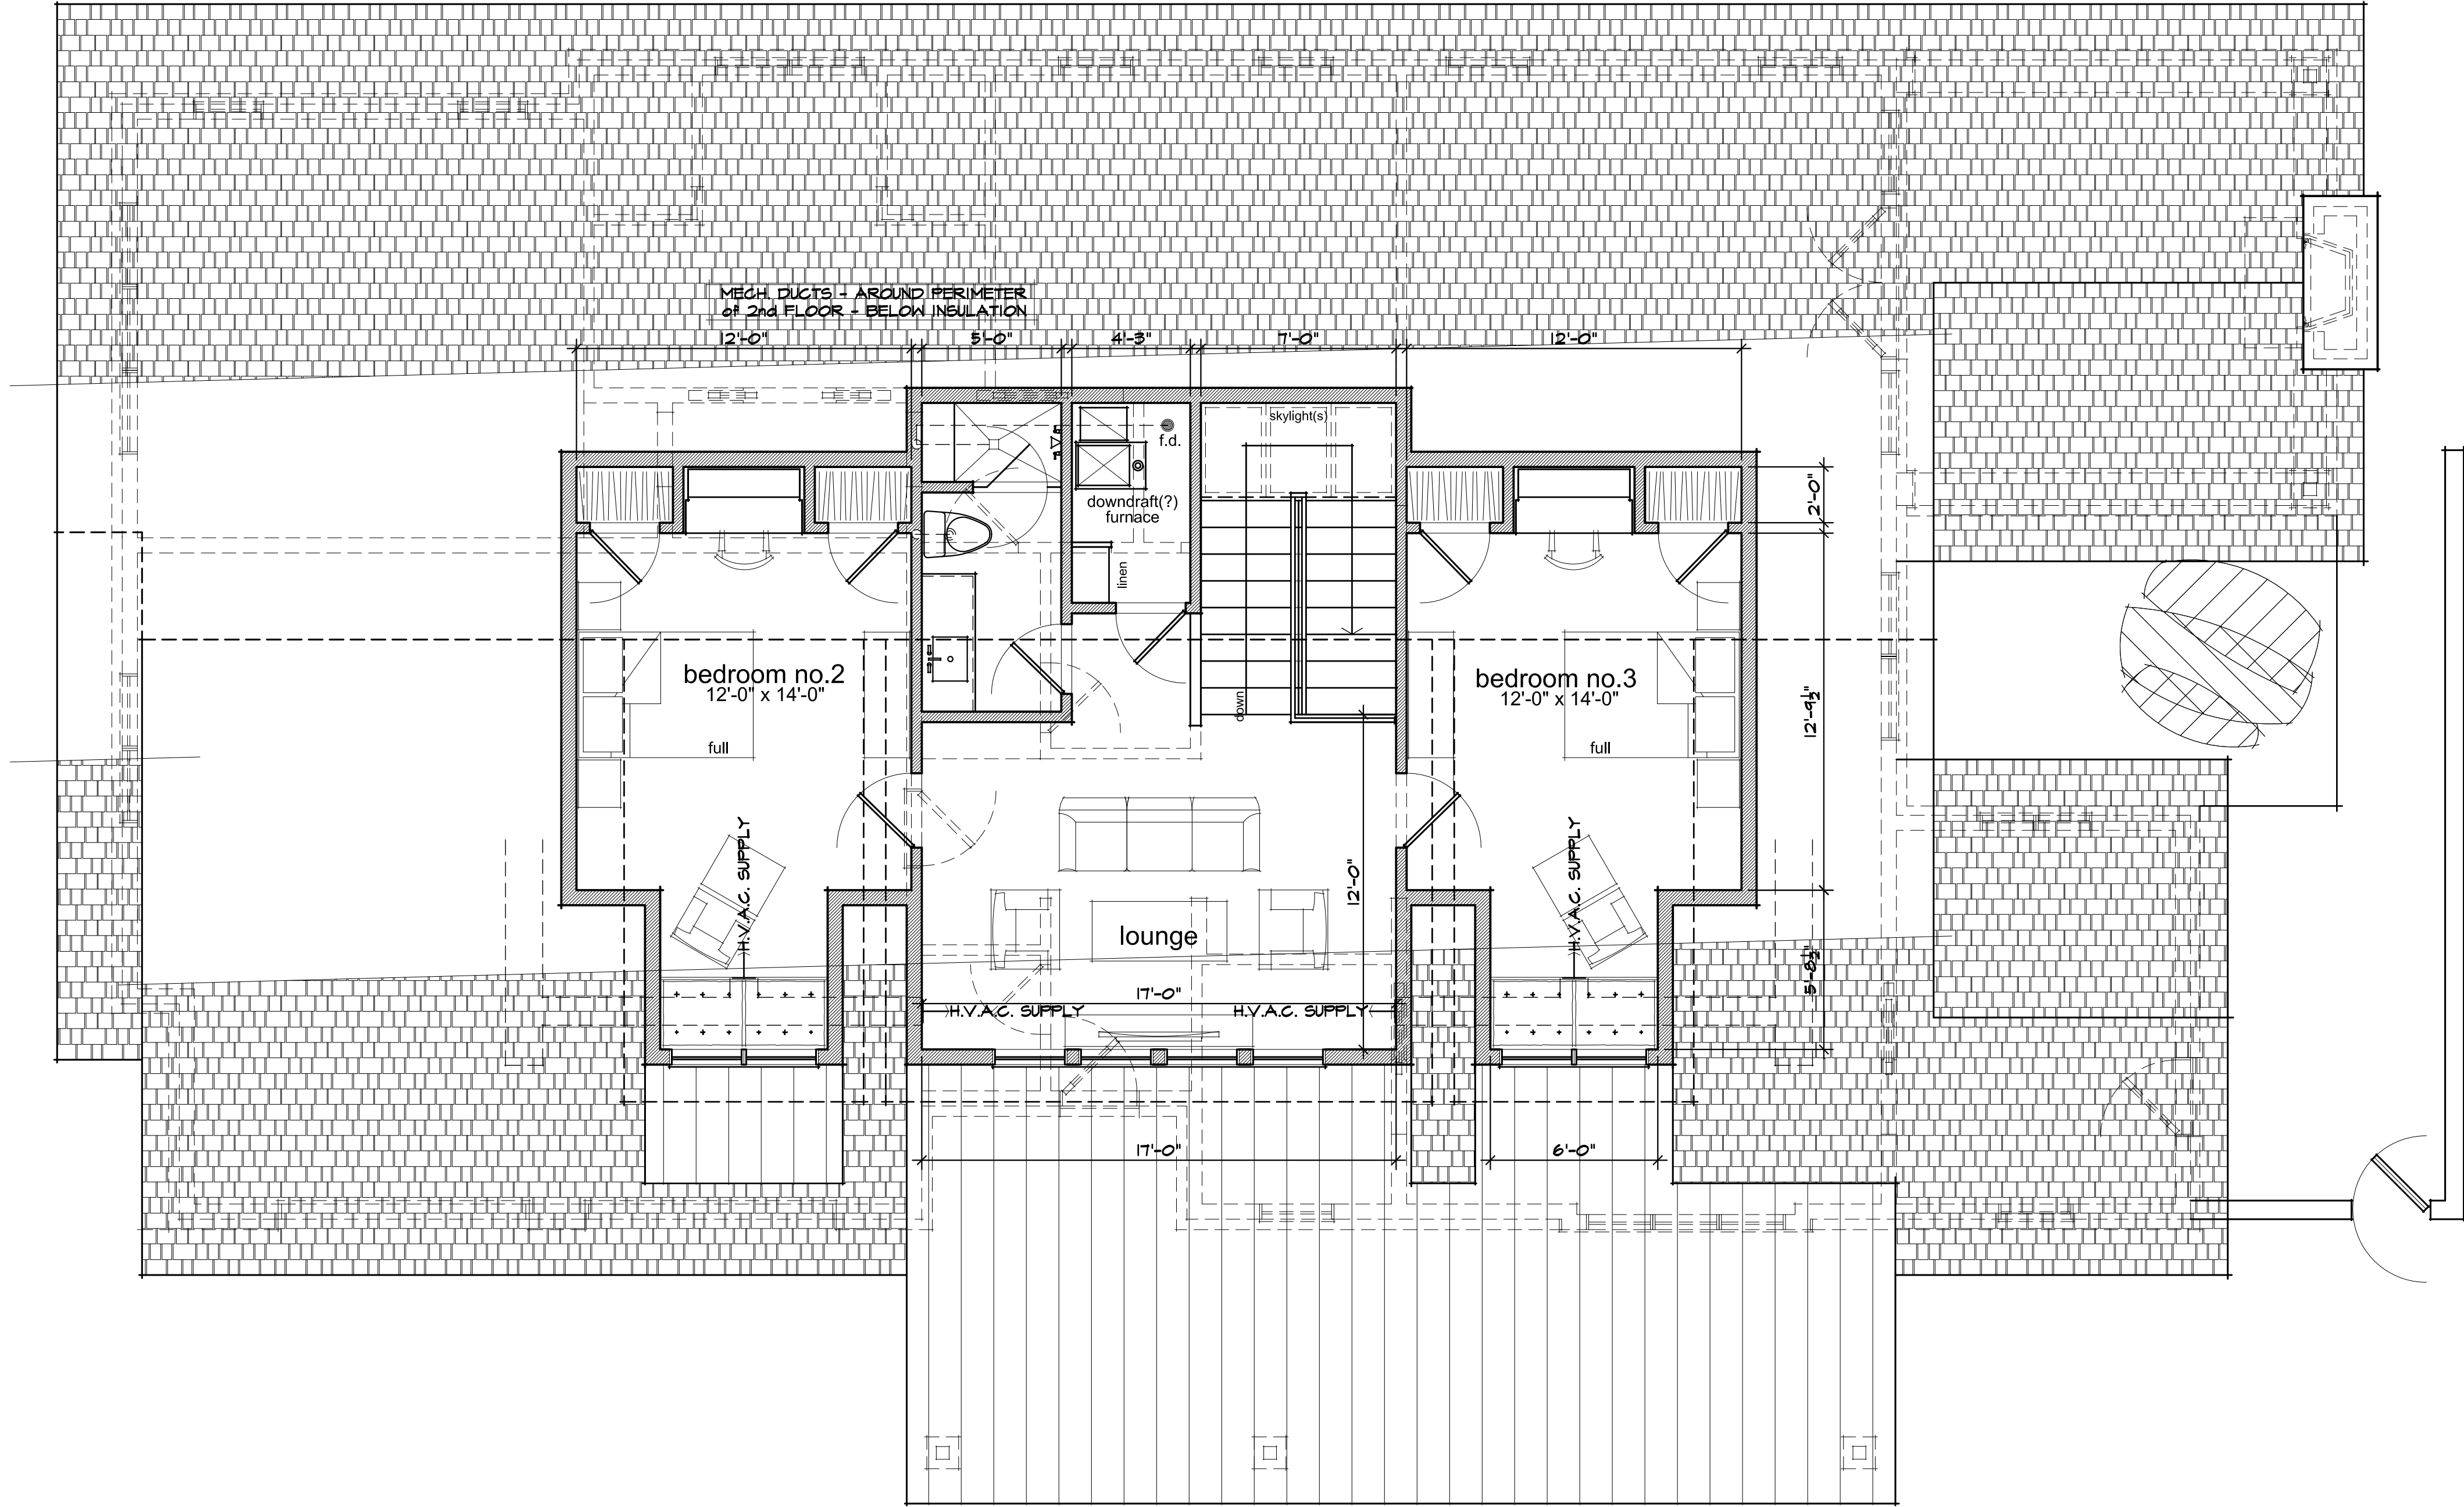 MECH. DUCTS - AROUND PERIMETER
of 2nd FLOOR - BELOW INSULATION
12'-0"
5'-0"
4'-3"
7'-0"
12'-0"
skylight(s)
f.d.
downdraft(?)
furnace
linen
down
2'-0"
bedroom no.2
12'-0" x 14'-0"
full
bedroom no.3
12'-0" x 14'-0"
full
12'-9½"
H.V.A.C. SUPPLY
H.V.A.C. SUPPLY
12'-0"
lounge
5'-8½"
17'-0"
H.V.A.C. SUPPLY
H.V.A.C. SUPPLY
17'-0"
6'-0"